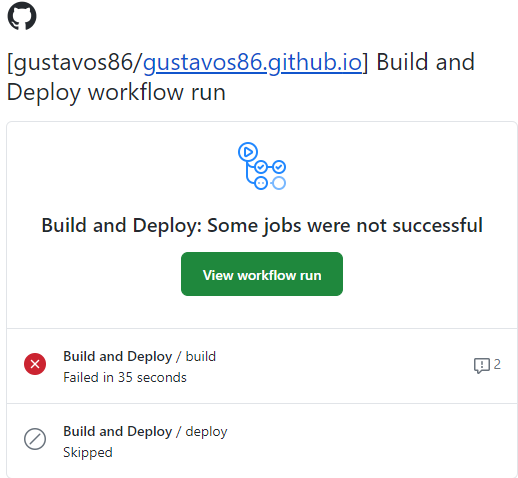 [gustavos86/gustavos86.github.io] Build and
Deploy workflow run
Build and Deploy: Some jobs were not successful
View workflow run
Build and Deploy / build
Failed in 35 seconds
2
Build and Deploy / deploy
Skipped